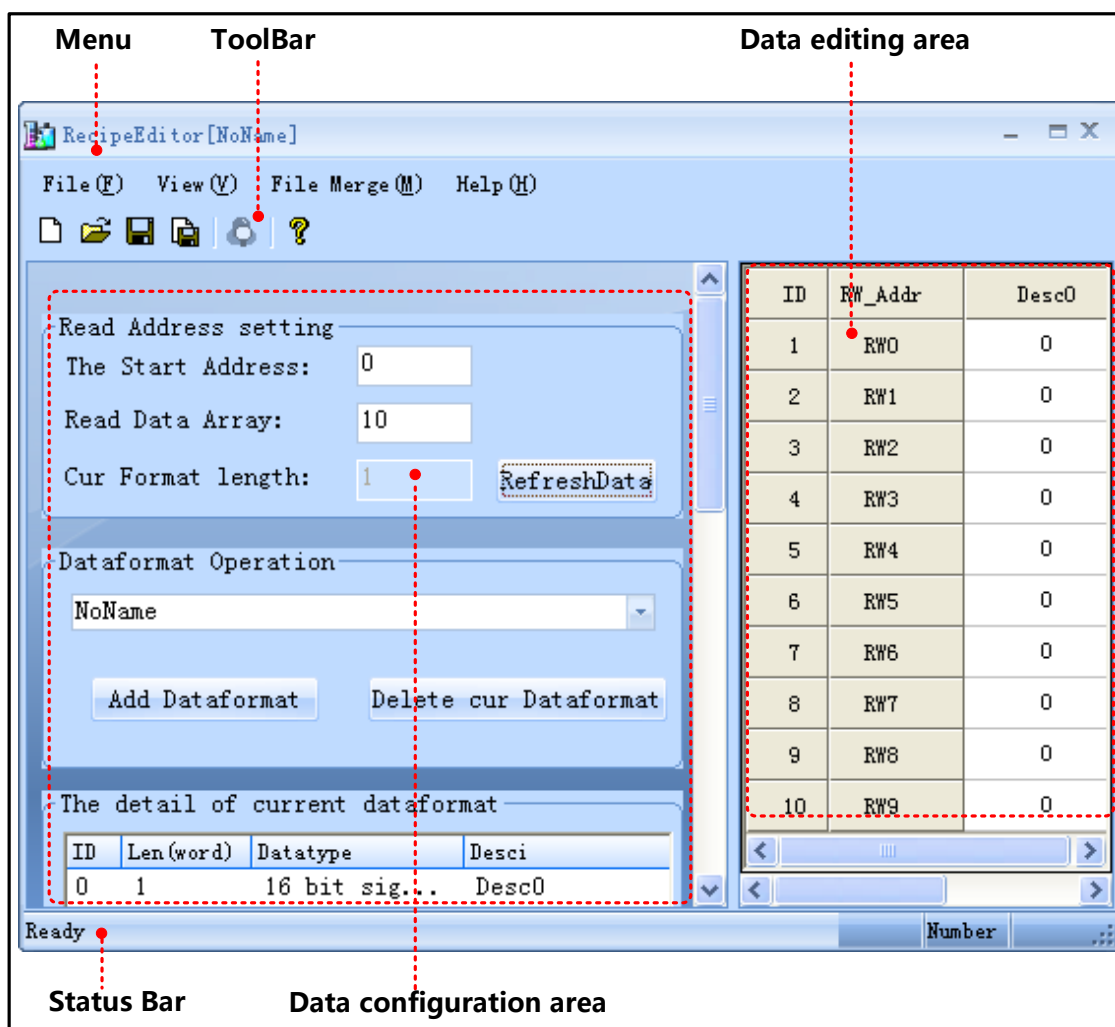 Menu ToolBar Data editing area
RecipeEditor[NoName]
File(F) View(V) File Merge(M) Help(H)
Read Address setting
The Start Address: 0
Read Data Array: 10
Cur Format length: 1 RefreshData
Dataformat Operation
NoName
Add Dataformat Delete cur Dataformat
The detail of current dataformat
ID Len(word) Datatype Desci
0 1 16 bit sig... Desc0
ID RW_Addr Desc0
1 RW0 0
2 RW1 0
3 RW2 0
4 RW3 0
5 RW4 0
6 RW5 0
7 RW6 0
8 RW7 0
9 RW8 0
10 RW9 0
Ready Number
Status Bar Data configuration area